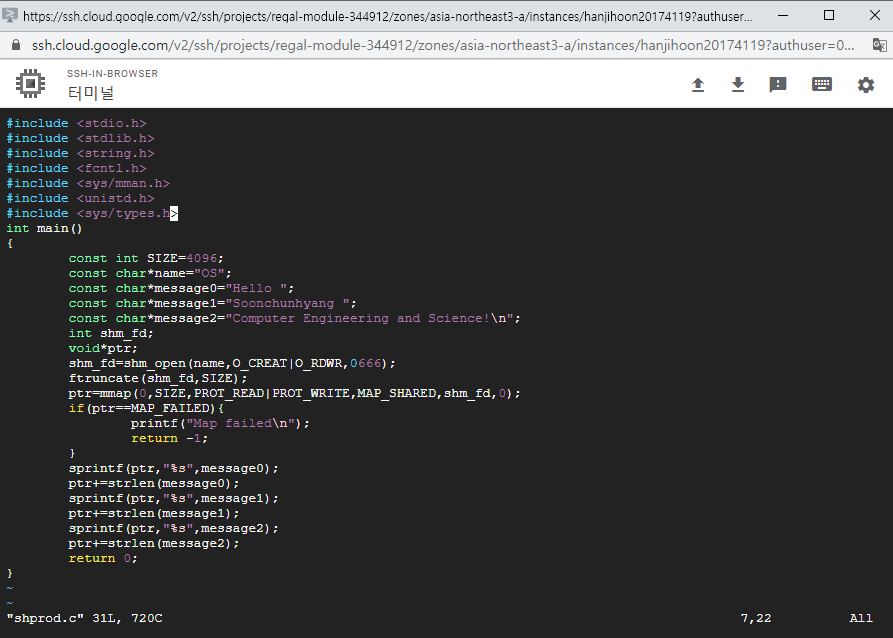 https://ssh.cloud.google.com/v2/ssh/projects/regal-module-344912/zones/asia-northeast3-a/instances/hanjihoon20174119?authuser...
ssh.cloud.google.com/v2/ssh/projects/regal-module-344912/zones/asia-northeast3-a/instances/hanjihoon20174119?authuser=0...
SSH-IN-BROWSER
터미널
#include <stdio.h>
#include <stdlib.h>
#include <string.h>
#include <fcntl.h>
#include <sys/mman.h>
#include <unistd.h>
#include <sys/types.h>
int main()
{
        const int SIZE=4096;
        const char*name="OS";
        const char*message0="Hello ";
        const char*message1="Soonchunhyang ";
        const char*message2="Computer Engineering and Science!\n";
        int shm_fd;
        void*ptr;
        shm_fd=shm_open(name,O_CREAT|O_RDWR,0666);
        ftruncate(shm_fd,SIZE);
        ptr=mmap(0,SIZE,PROT_READ|PROT_WRITE,MAP_SHARED,shm_fd,0);
        if(ptr==MAP_FAILED){
                printf("Map failed\n");
                return -1;
        }
        sprintf(ptr,"%s",message0);
        ptr+=strlen(message0);
        sprintf(ptr,"%s",message1);
        ptr+=strlen(message1);
        sprintf(ptr,"%s",message2);
        ptr+=strlen(message2);
        return 0;
}
~
~
"shprod.c" 31L, 720C 7,22 All